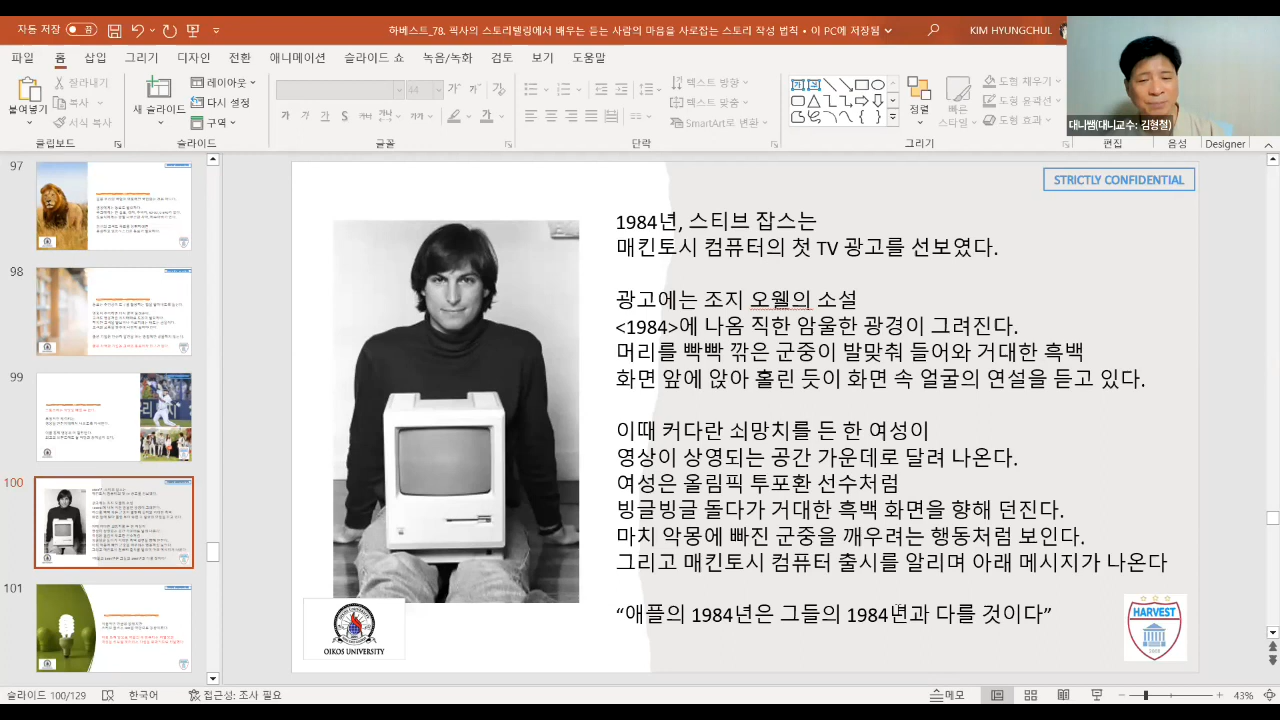 자동 저장
하베스트_78. 픽사의 스토리텔링에서 배우는 듣는 사람의 마음을 사로잡는 스토리 작성 법칙 • 이 PC에 저장됨
KIM HYUNGCHUL
파일 홈 삽입 그리기 디자인 전환 애니메이션 슬라이드 쇼 녹음/녹화 검토 보기 도움말
붙여넣기
잘라내기
복사
서식 복사
클립보드
새 슬라이드
레이아웃
다시 설정
구역
슬라이드
44
글꼴
텍스트 방향
텍스트 맞춤
SmartArt로 변환
단락
정렬
빠른 스타일
도형 채우기
도형 윤곽선
도형 효과
그리기
편집
음성
Designer
대니쌤(대니교수: 김형철)
97
98
99
100
101
STRICTLY CONFIDENTIAL
1984년, 스티브 잡스는
매킨토시 컴퓨터의 첫 TV 광고를 선보였다.
광고에는 조지 오웰의 소설
<1984>에 나옴 직한 암울한 광경이 그려진다.
머리를 빡빡 깎은 군중이 말맞춰 들어와 거대한 흑백
화면 앞에 앉아 홀린 듯이 화면 속 얼굴의 연설을 듣고 있다.
이때 커다란 쇠망치를 든 한 여성이
영상이 상영되는 공간 가운데로 달려 나온다.
여성은 올림픽 투포환 선수처럼
빙글빙글 돌다가 거대한 흑백 화면을 향해 던진다.
마치 악몽에 빠진 군중을 깨우려는 행동처럼 보인다.
그리고 매킨토시 컴퓨터 출시를 알리며 아래 메시지가 나온다
“애플의 1984년은 그들의 1984년과 다를 것이다”
OIKOS UNIVERSITY
HARVEST
슬라이드 100/129 한국어 접근성: 조사 필요
메모
43%